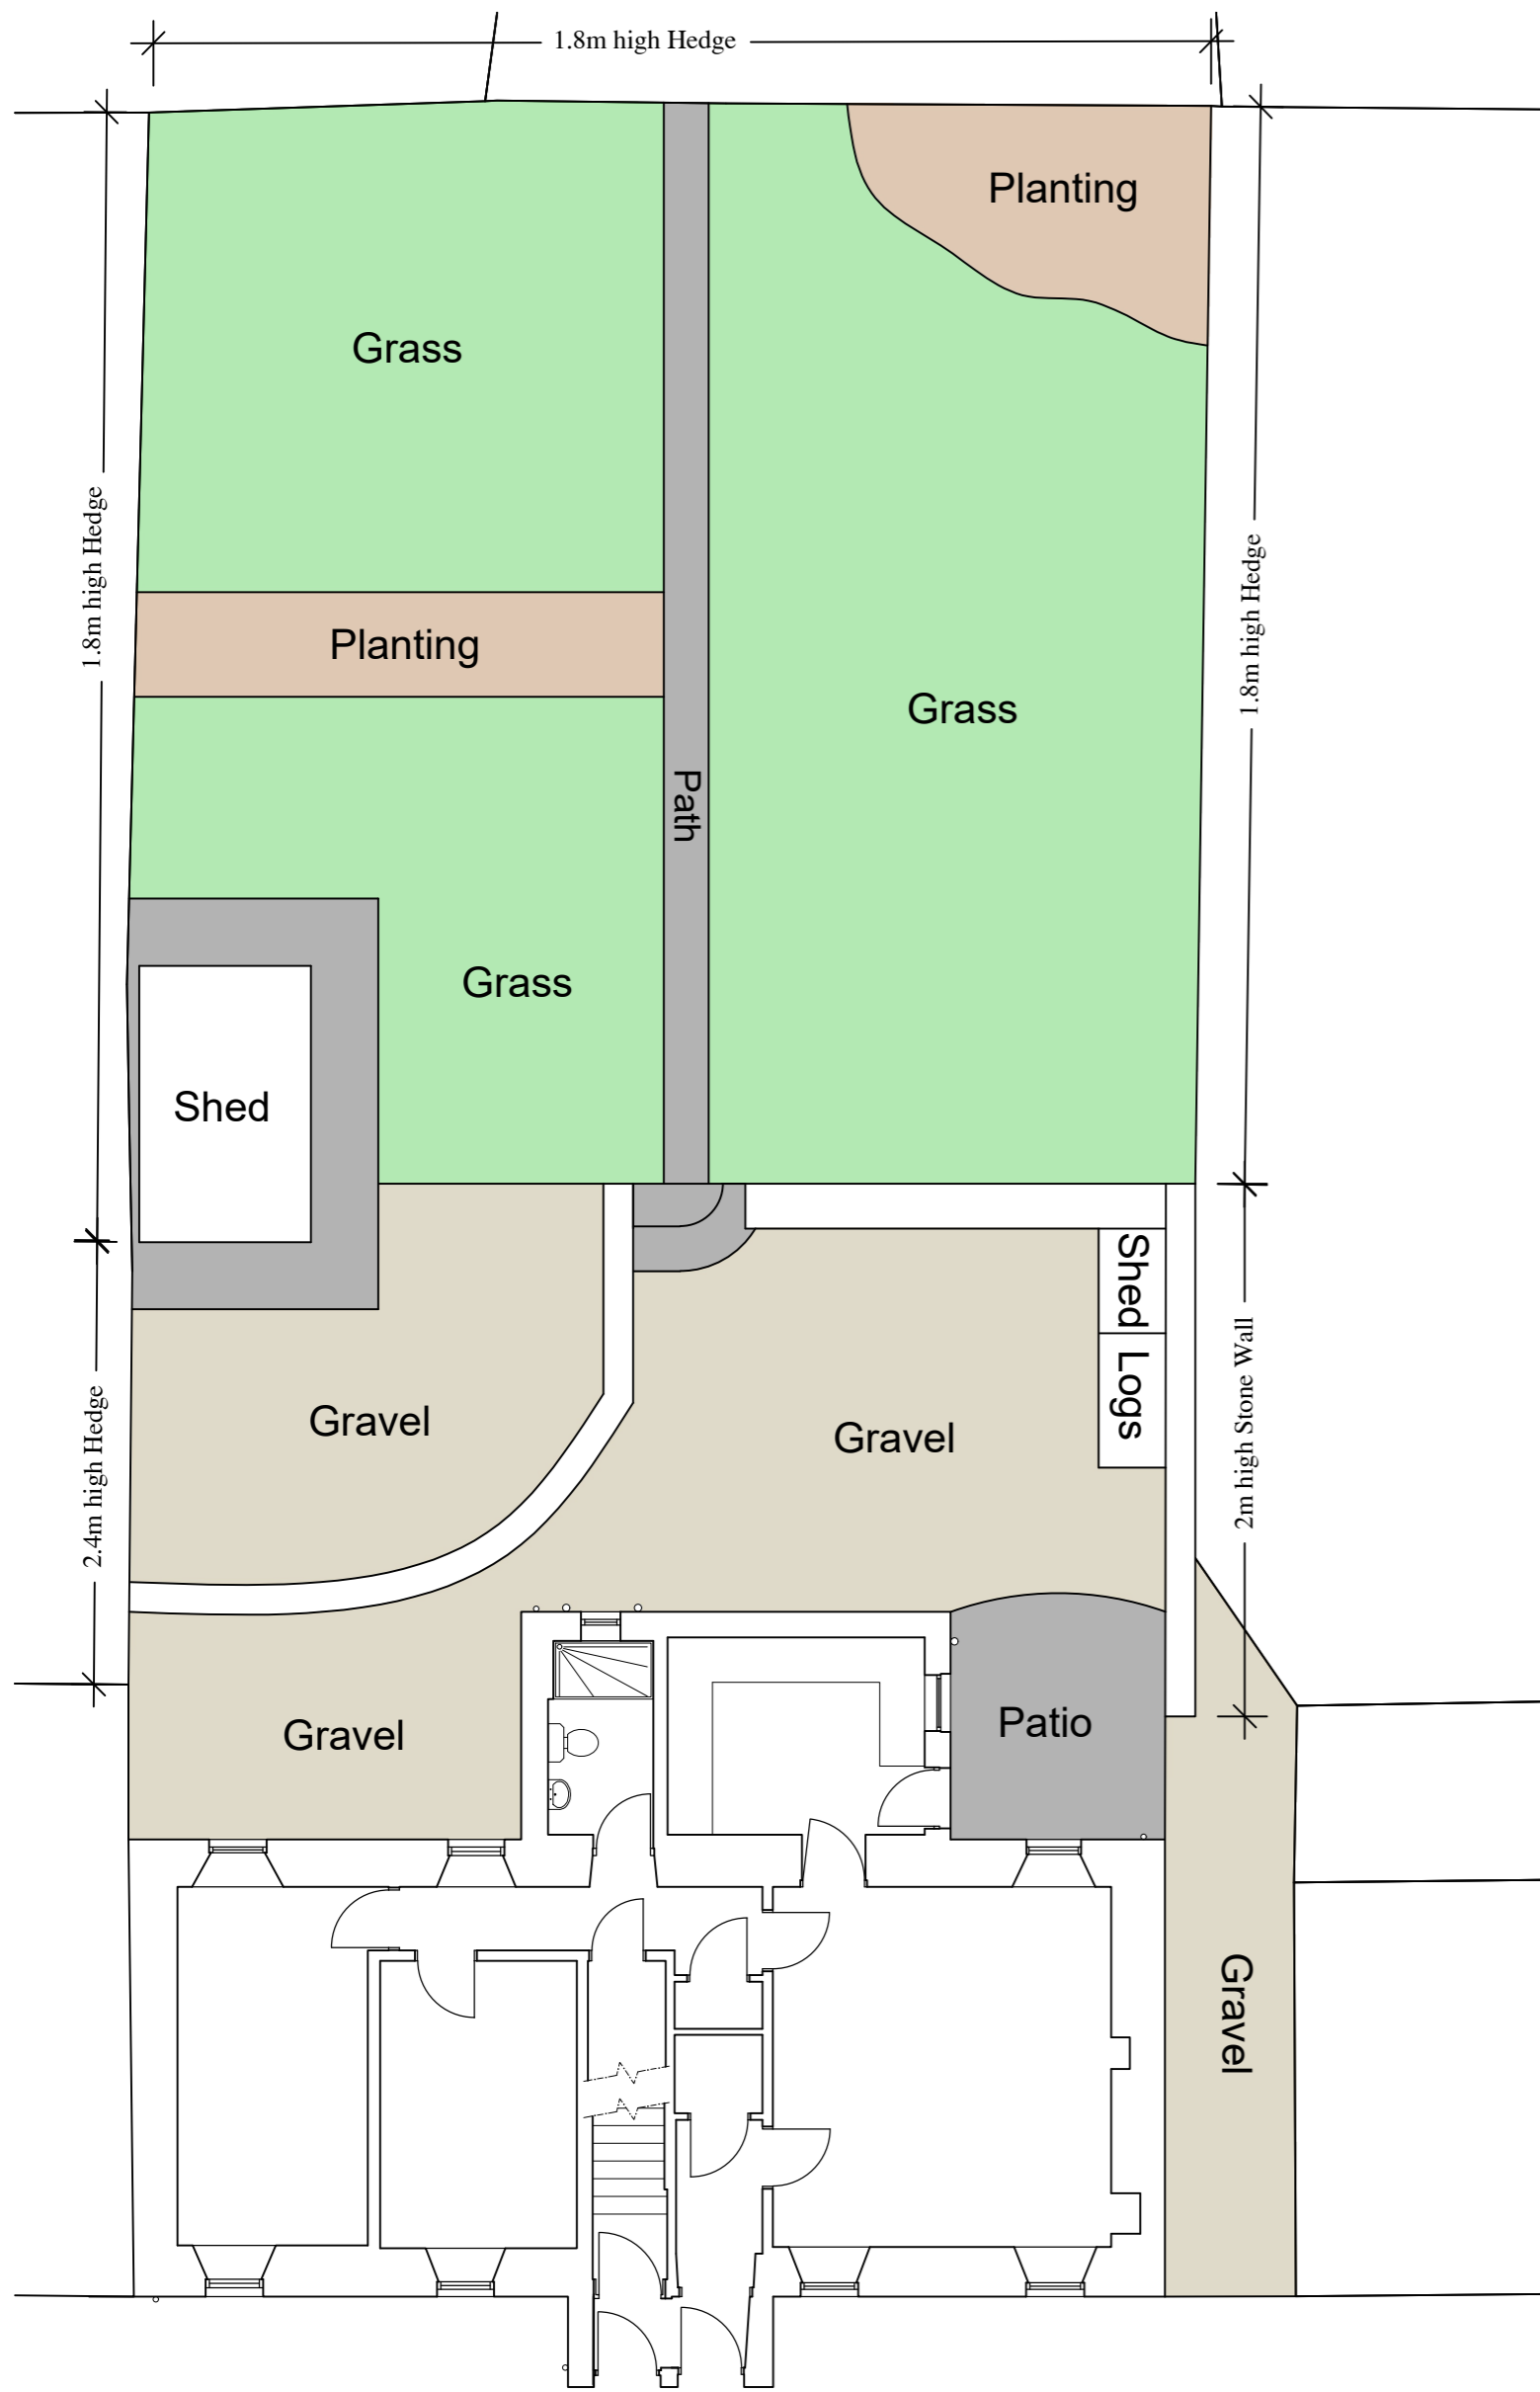 1.8m high Hedge
Planting
Grass
1.8m high Hedge
1.8m high Hedge
Planting
Grass
Path
Grass
Shed
Shed
Logs
2m high Stone Wall
2.4m high Hedge
Gravel
Gravel
Patio
Gravel
Gravel